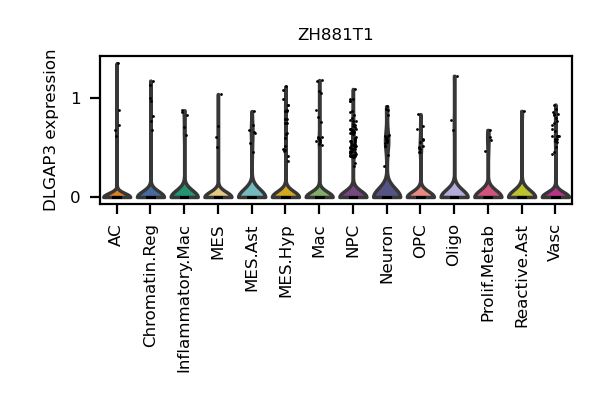 ZH881T1
DLGAP3 expression
1
0
AC
Chromatin.Reg
Inflammatory.Mac
MES
MES.Ast
MES.Hyp
Mac
NPC
Neuron
OPC
Oligo
Prolif.Metab
Reactive.Ast
Vasc